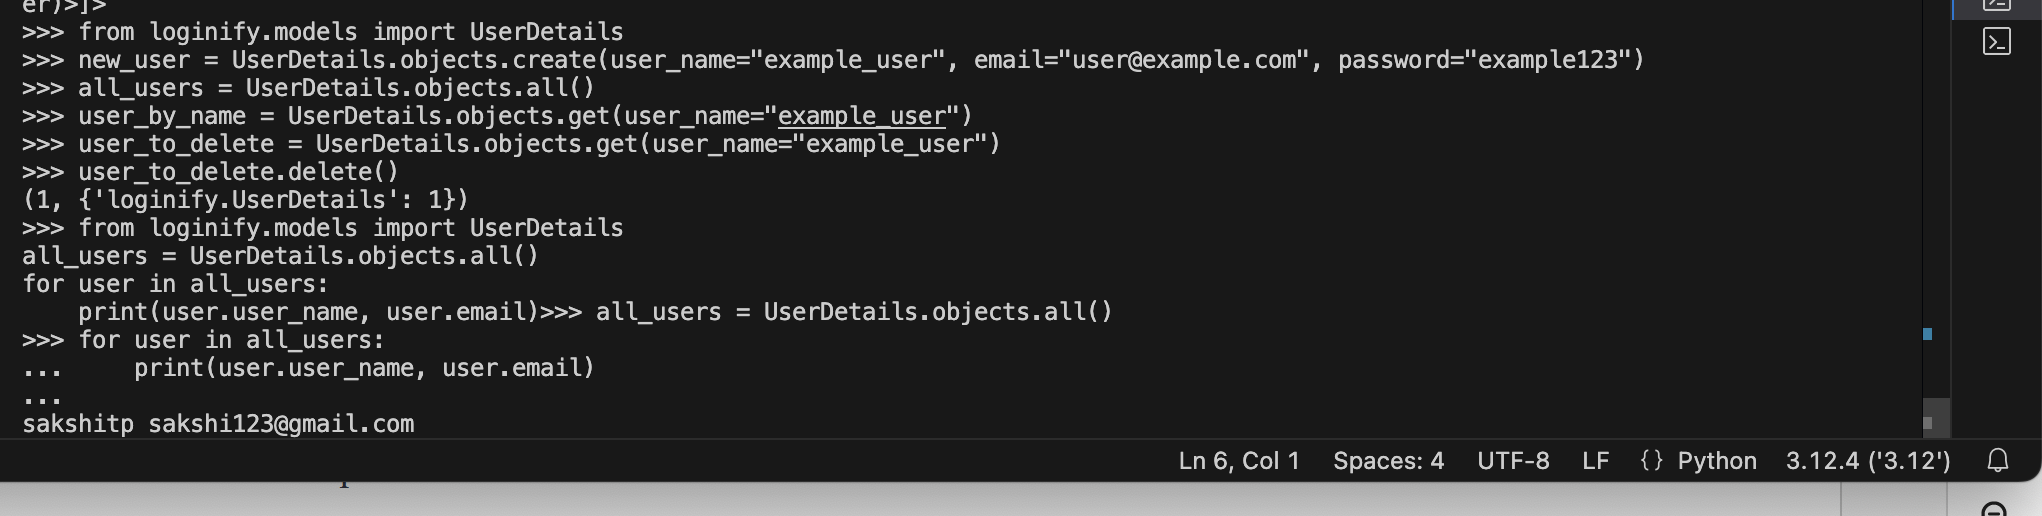 er)>]>
>>> from loginify.models import UserDetails
>>> new_user = UserDetails.objects.create(user_name="example_user", email="user@example.com", password="example123")
>>> all_users = UserDetails.objects.all()
>>> user_by_name = UserDetails.objects.get(user_name="example_user")
>>> user_to_delete = UserDetails.objects.get(user_name="example_user")
>>> user_to_delete.delete()
(1, {'loginify.UserDetails': 1})
>>> from loginify.models import UserDetails
all_users = UserDetails.objects.all()
for user in all_users:
    print(user.user_name, user.email)>>> all_users = UserDetails.objects.all()
>>> for user in all_users:
...     print(user.user_name, user.email)
...
sakshitp sakshi123@gmail.com
Ln 6, Col 1 Spaces: 4 UTF-8 LF {} Python 3.12.4 ('3.12')